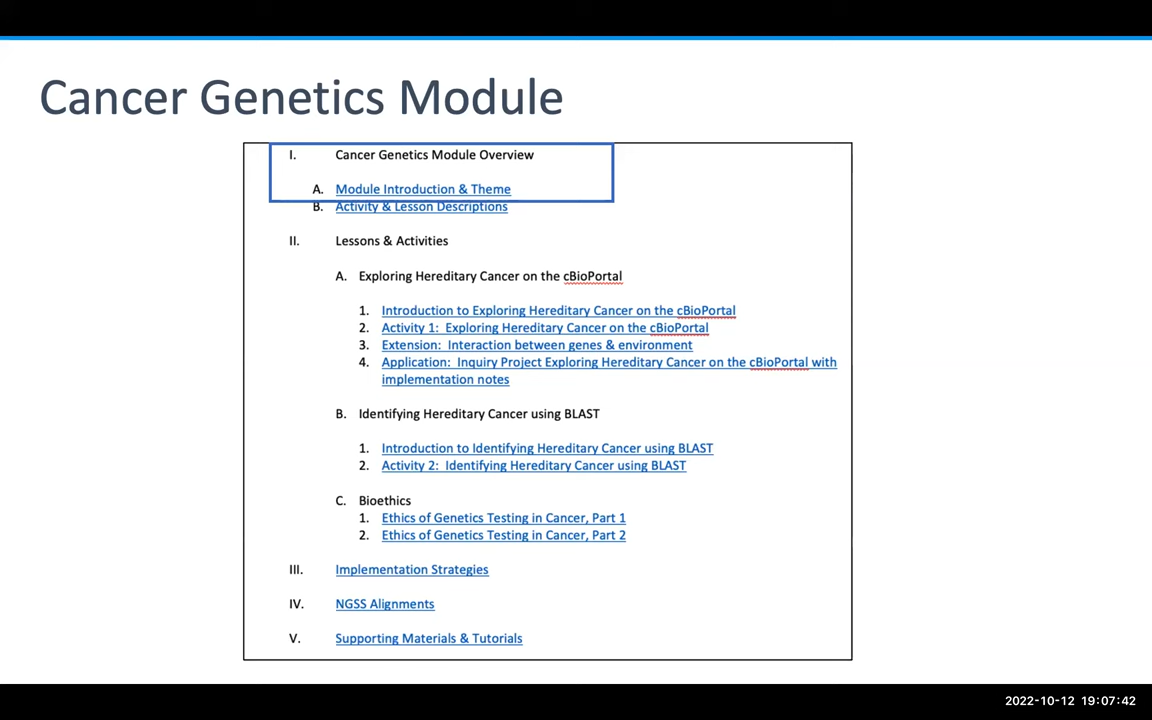 Cancer Genetics Module
I. Cancer Genetics Module Overview
A. Module Introduction & Theme
B. Activity & Lesson Descriptions
II. Lessons & Activities
A. Exploring Hereditary Cancer on the cBioPortal
1. Introduction to Exploring Hereditary Cancer on the cBioPortal
2. Activity 1: Exploring Hereditary Cancer on the cBioPortal
3. Extension: Interaction between genes & environment
4. Application: Inquiry Project Exploring Hereditary Cancer on the cBioPortal with
implementation notes
B. Identifying Hereditary Cancer using BLAST
1. Introduction to Identifying Hereditary Cancer using BLAST
2. Activity 2: Identifying Hereditary Cancer using BLAST
C. Bioethics
1. Ethics of Genetics Testing in Cancer, Part 1
2. Ethics of Genetics Testing in Cancer, Part 2
III. Implementation Strategies
IV. NGSS Alignments
V. Supporting Materials & Tutorials
2022-10-12 19:07:42